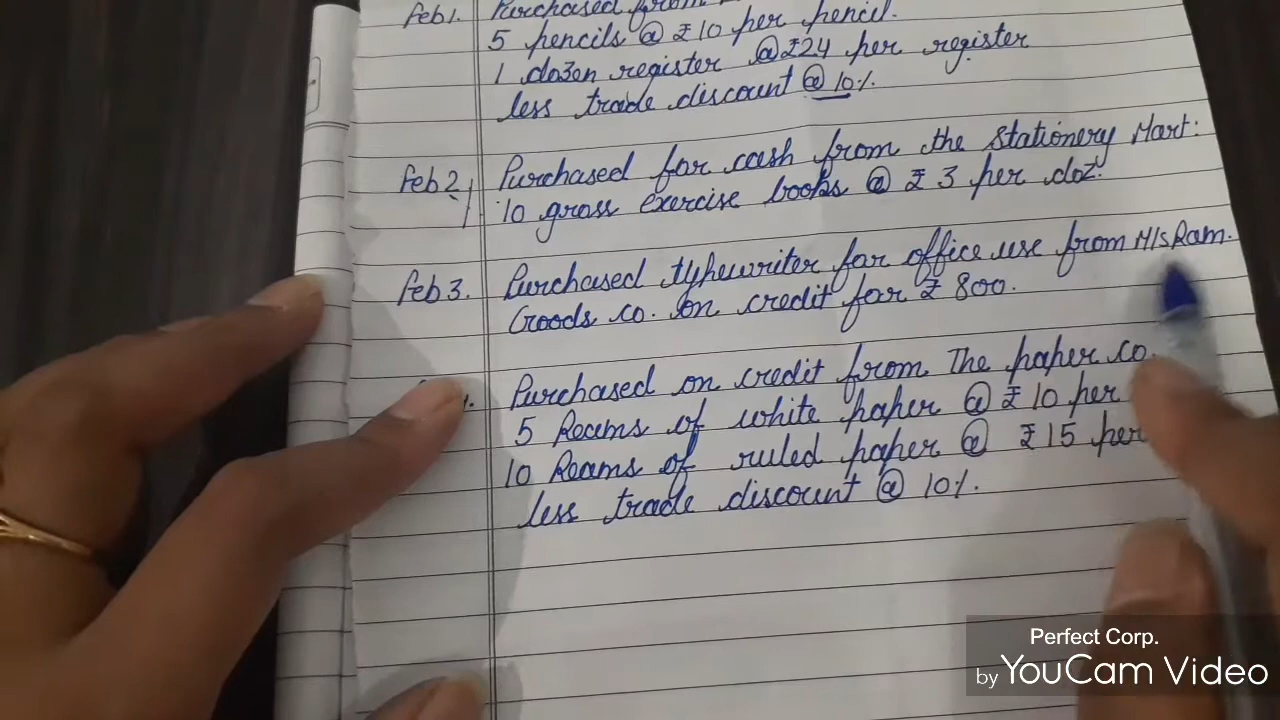 Feb 1. Purchased from
5 pencils @ ₹10 per pencil.
1 dozen register @ ₹24 per register
less trade discount @ 10%.
Feb 2, Purchased for cash from the Stationery Mart:
10 gross exercise books @ ₹ 3 per doz.
Feb 3. Purchased typewriter for office use from M/s Ram.
Goods co. on credit for ₹ 800.
Purchased on credit from The paper co.
5 Reams of white paper @ ₹ 10 per
10 Reams of ruled paper @ ₹ 15 per
less trade discount @ 10%.
Perfect Corp.
by YouCam Video